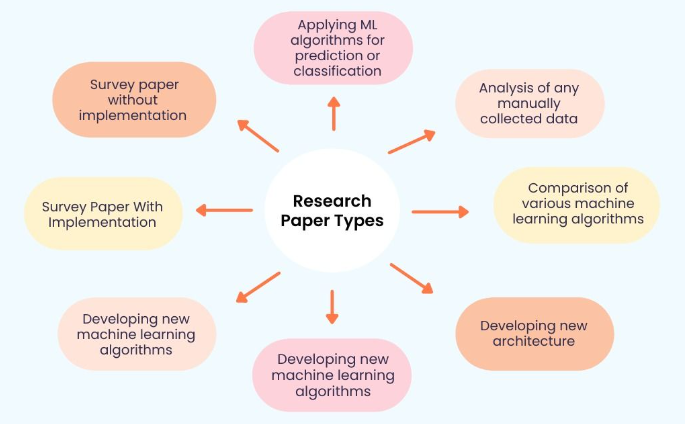 Applying ML
algorithms for
prediction or
classification
Survey paper
without
implementation
Analysis of any
manually
collected data
Survey Paper With
Implementation
Research
Paper Types
Comparison of
various machine
learning algorithms
Developing new
machine learning
algorithms
Developing new
machine learning
algorithms
Developing new
architecture